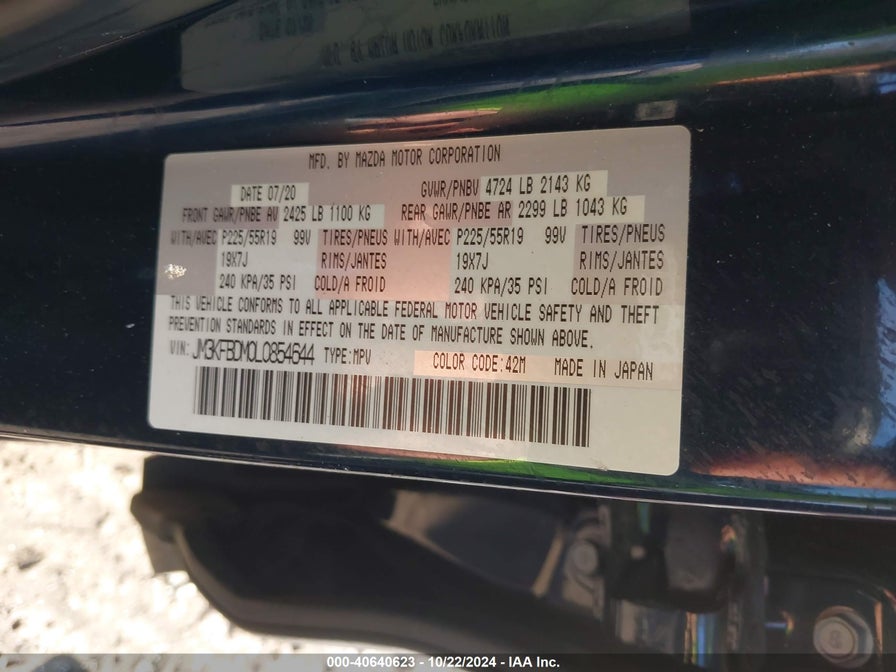 MFD. BY MAZDA MOTOR CORPORATION
DATE 07/20 GVWR/PNBV 4724 LB 2143 KG
FRONT GAWR/PNBE AV 2425 LB 1100 KG REAR GAWR/PNBE AR 2299 LB 1043 KG
WITH/AVEC P225/55R19 99V TIRES/PNEUS WITH/AVEC P225/55R19 99V TIRES/PNEUS
19X7J RIMS/JANTES 19X7J RIMS/JANTES
240 KPA/35 PSI COLD/A FROID 240 KPA/35 PSI COLD/A FROID
THIS VEHICLE CONFORMS TO ALL APPLICABLE FEDERAL MOTOR VEHICLE SAFETY AND THEFT
PREVENTION STANDARDS IN EFFECT ON THE DATE OF MANUFACTURE SHOWN ABOVE.
VIN: JM3KFBDM0L0854544 TYPE:MPV COLOR CODE:42M MADE IN JAPAN
000-40640623 - 10/22/2024 - IAA Inc.